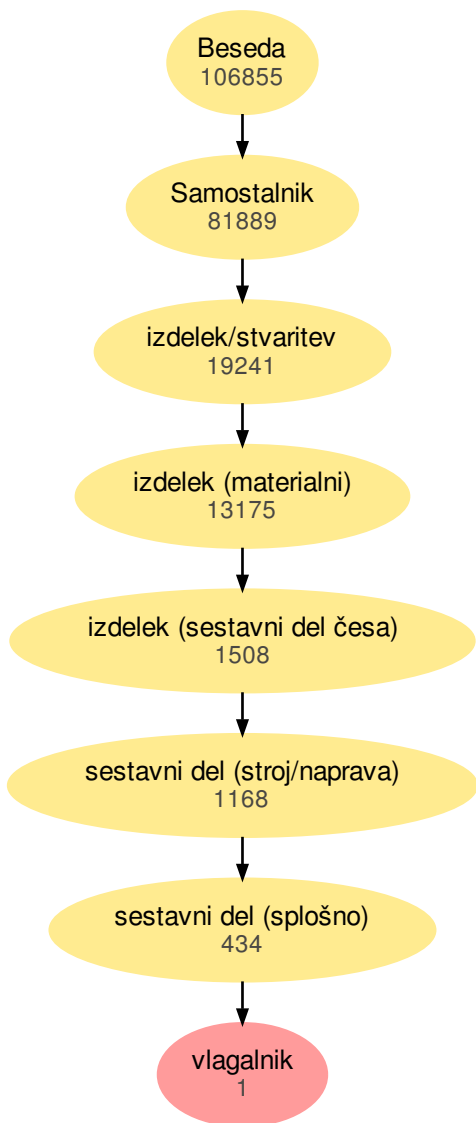 Beseda
106855
Samostalnik
81889
izdelek/stvaritev
19241
izdelek (materialni)
13175
izdelek (sestavni del česa)
1508
sestavni del (stroj/naprava)
1168
sestavni del (splošno)
434
vlagalnik
1